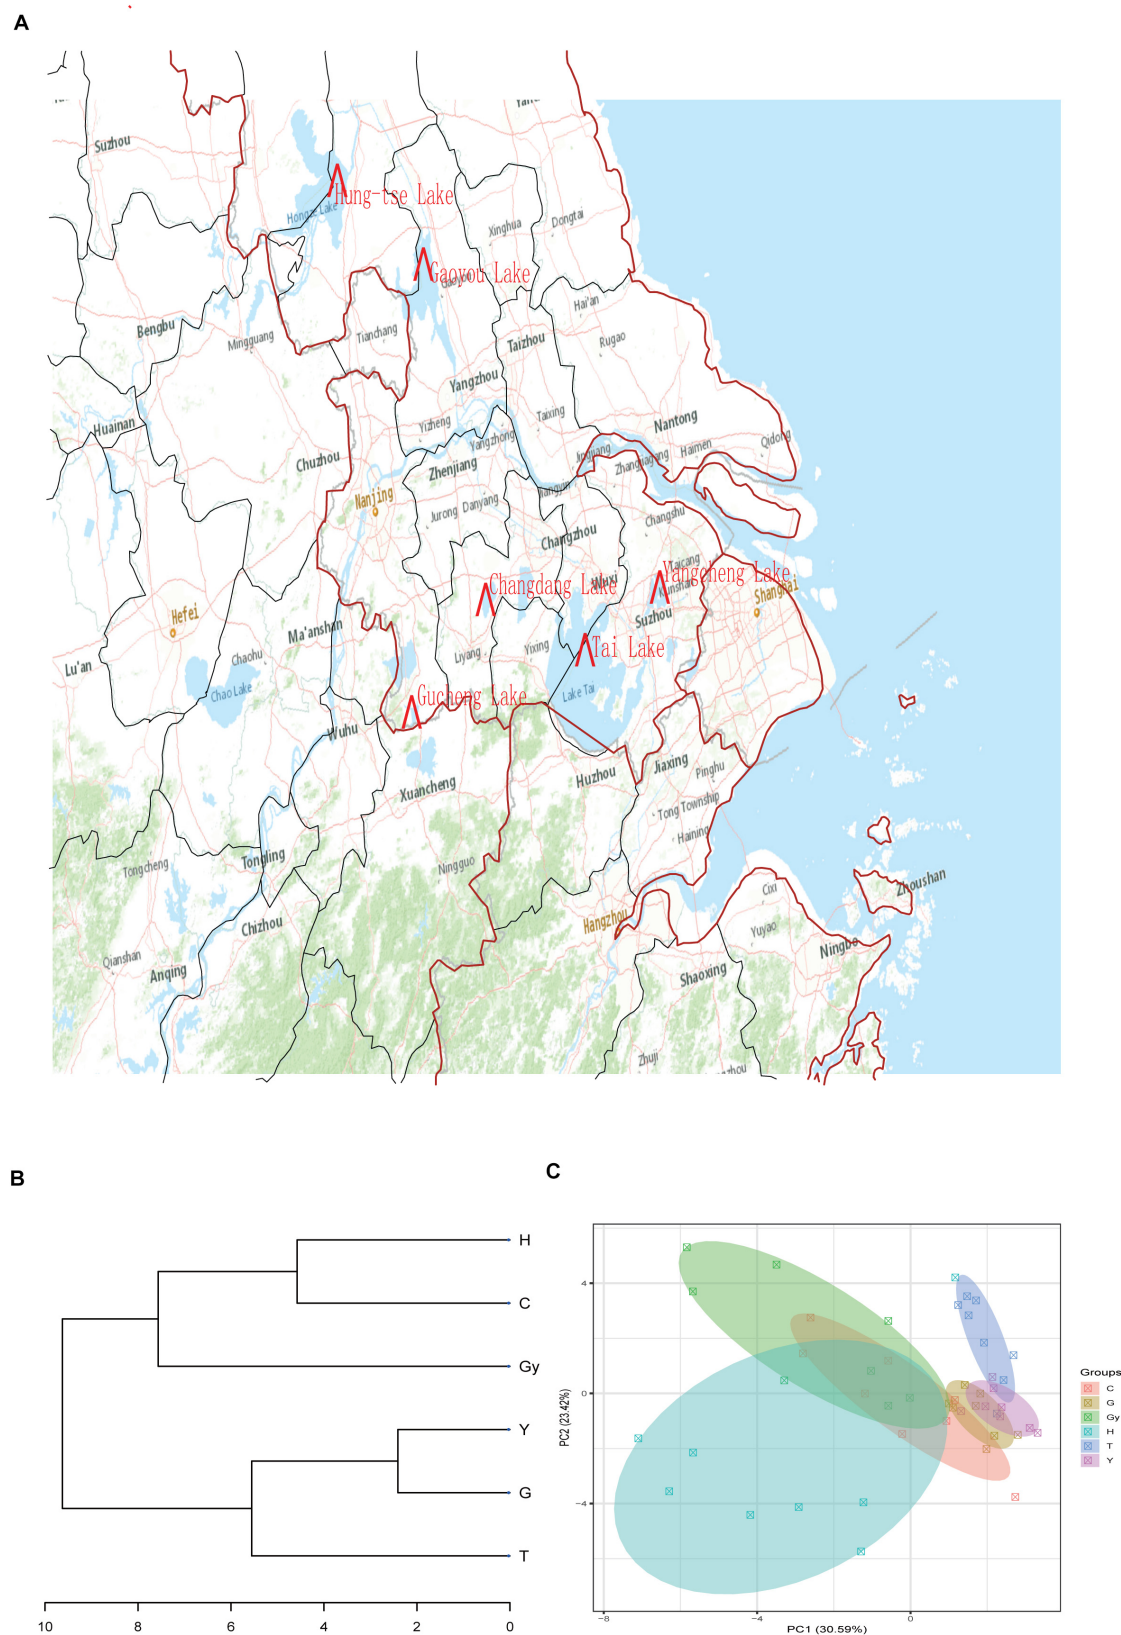 A
Suzhou
Hung-tse Lake
Hongze Lake
Xinghua
Dongtai
Gaoyou Lake
Hai'an
Bengbu
Mingguang
Tianchang
Taizhou
Rugao
Yangzhou
Huainan
Yizheng
Taixing
Nantong
Yangzhong
Haimen
Qidong
Chuzhou
Zhenjiang
Jingjiang
Zhangjiagang
Nanjing
Jurong
Danyang
Changshu
Changzhou
Taicang
Changdang Lake
Wuxi
Yangcheng Lake
Kunshan
Shanghai
Hefei
Suzhou
Ma'anshan
Lu'an
Chaohu
Liyang
Yixing
Tai Lake
Chao Lake
Lake Tai
Gucheng Lake
Wuhu
Xuancheng
Huzhou
Jiaxing
Pinghu
Tong Township
Haining
Tongcheng
Tongling
Ningguo
Cixi
Zhoushan
Chizhou
Hangzhou
Yuyao
Ningbo
Qianshan
Anqing
Shaoxing
Zhuji
B
H
C
Gy
Y
G
T
10 8 6 4 2 0
C
4
0
−4
PC2 (23.42%)
−8 −4 0
PC1 (30.59%)
Groups
C
G
Gy
H
T
Y